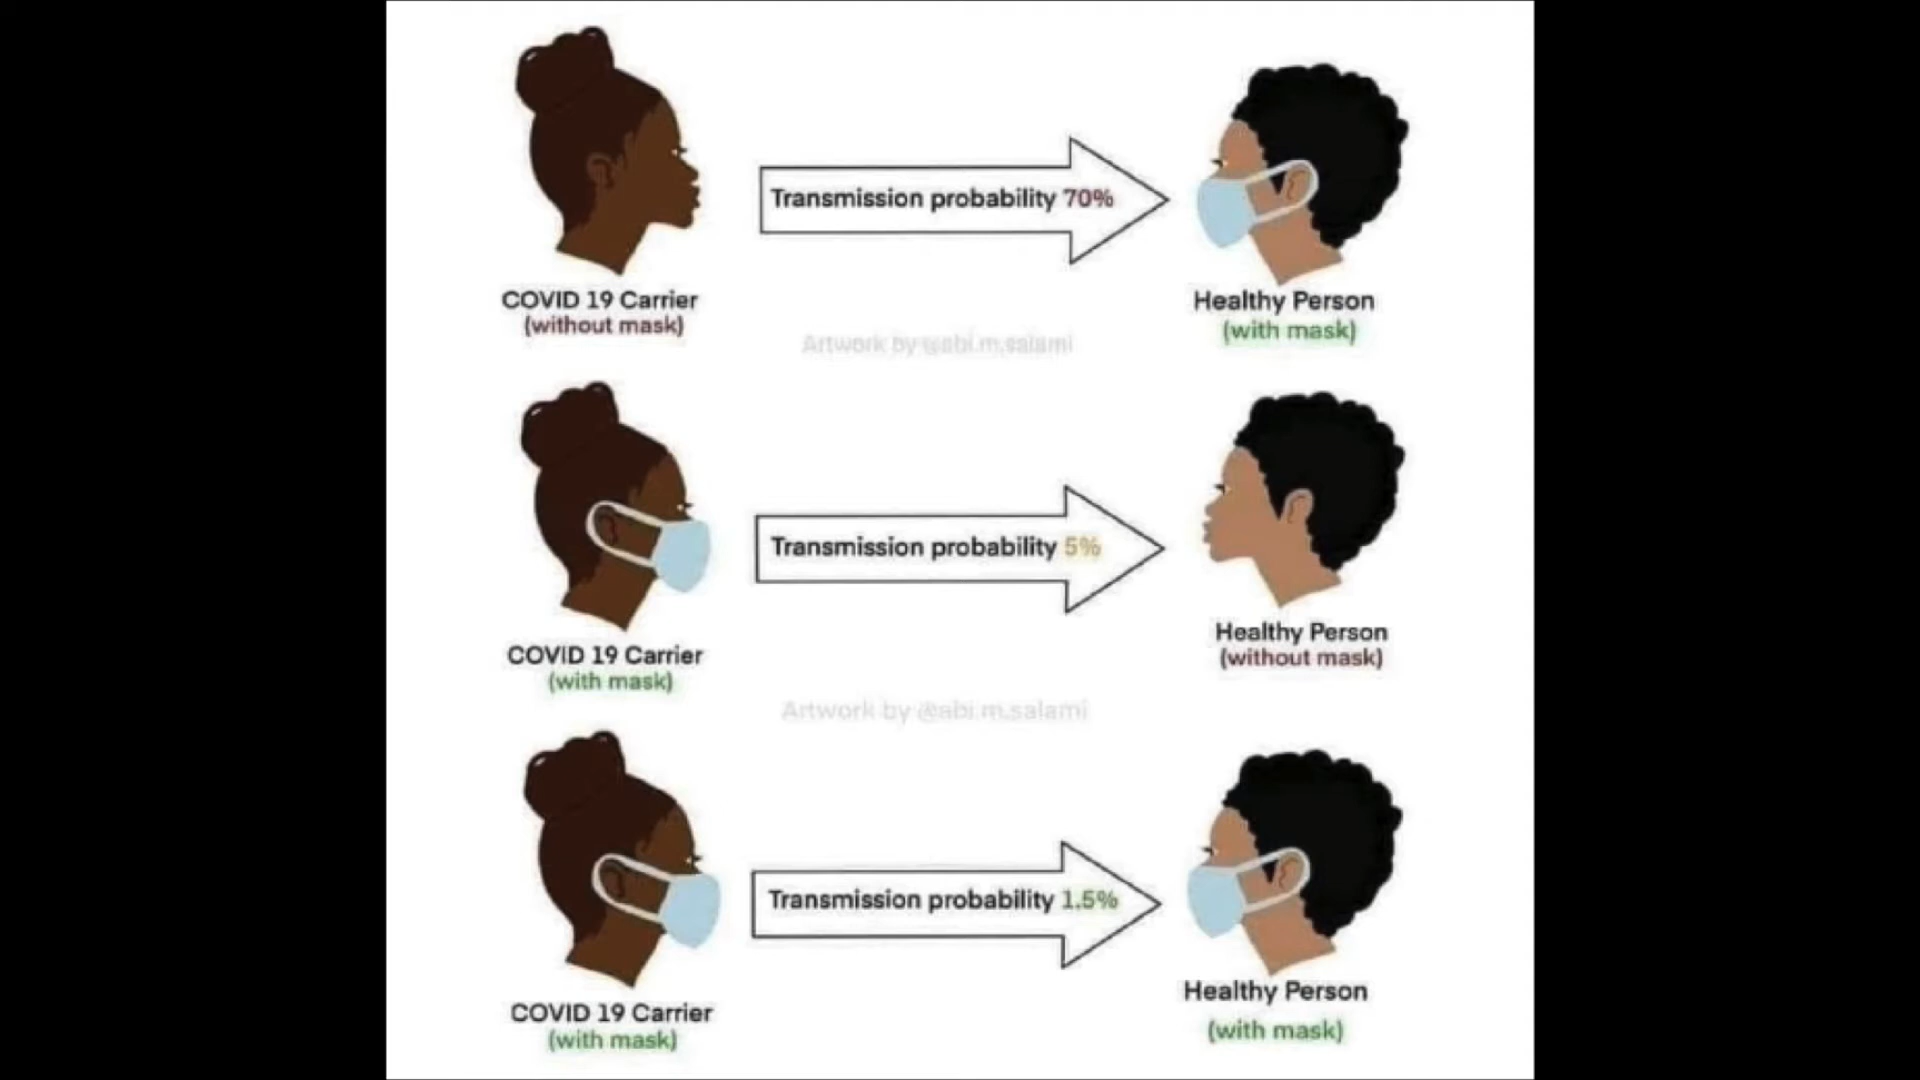 Transmission probability 70%
COVID 19 Carrier
(without mask)
Healthy Person
(with mask)
Artwork by @abi.m.salami
Transmission probability 5%
COVID 19 Carrier
(with mask)
Healthy Person
(without mask)
Artwork by @abi.m.salami
Transmission probability 1.5%
COVID 19 Carrier
(with mask)
Healthy Person
(with mask)